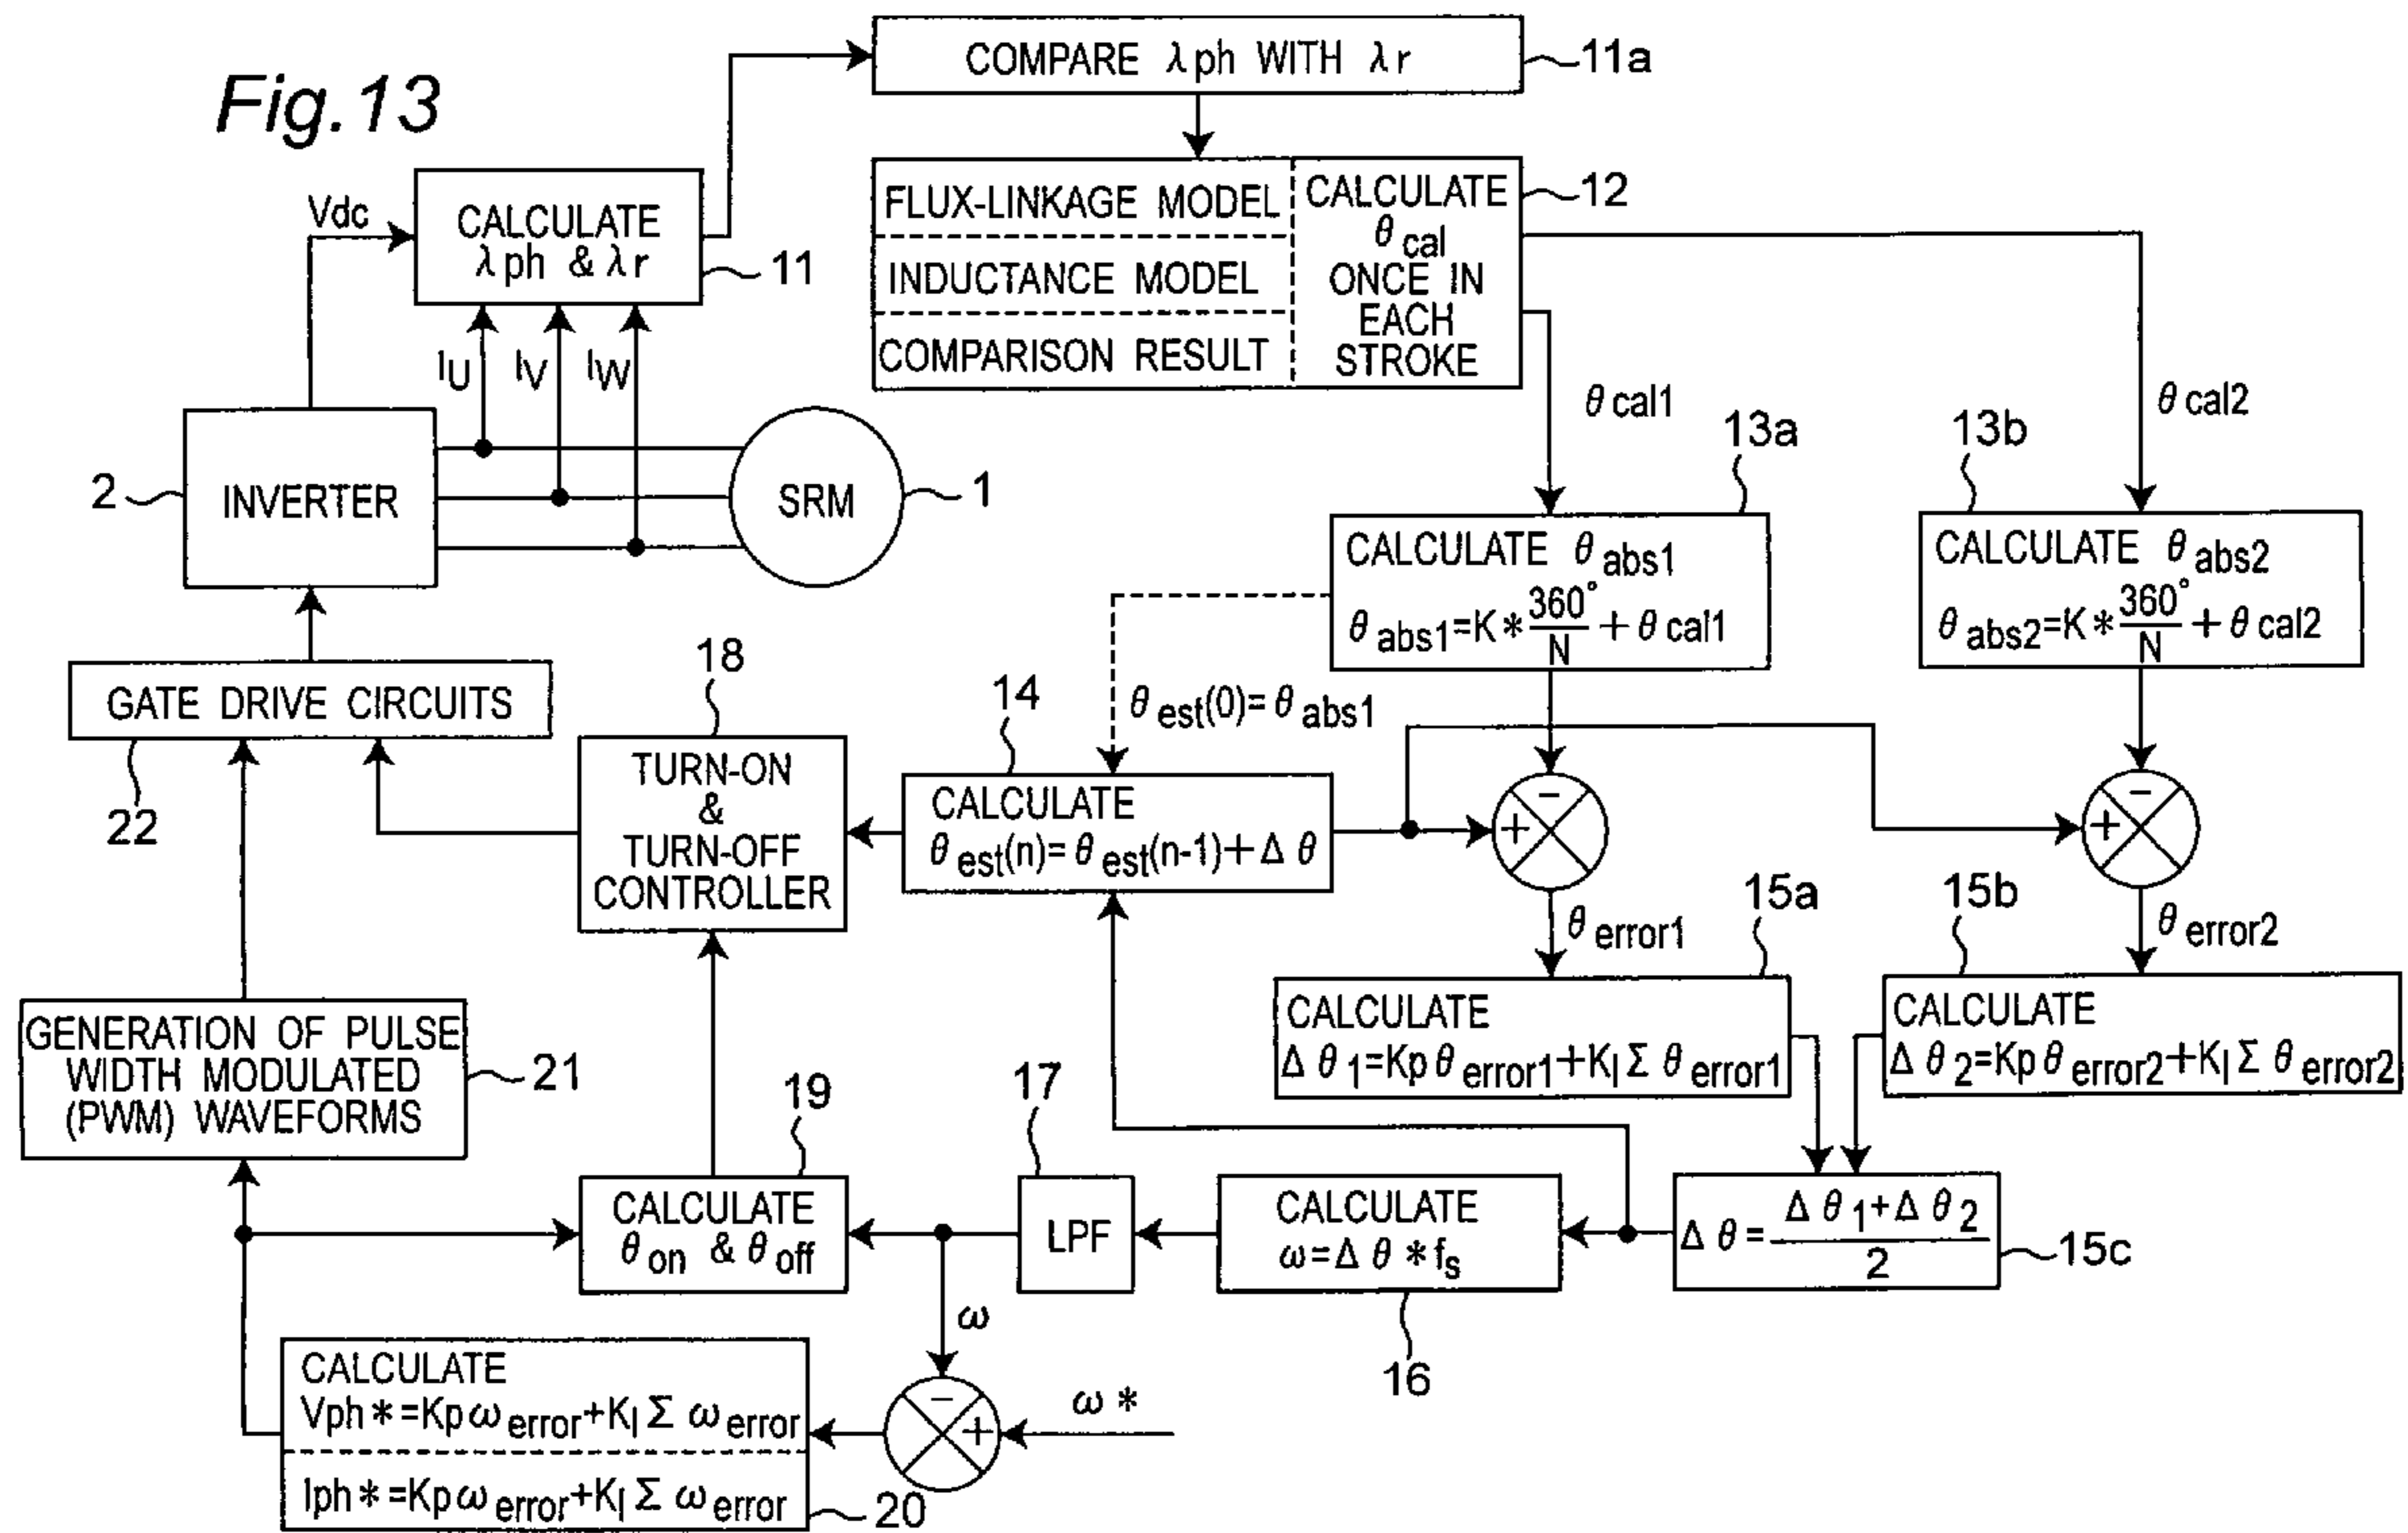 Fig.13
COMPARE λph WITH λr
11a
Vdc
CALCULATE
λph & λr
11
FLUX-LINKAGE MODEL
INDUCTANCE MODEL
COMPARISON RESULT
CALCULATE
θcal
ONCE IN
EACH
STROKE
12
IU
IV
IW
θcal1
θcal2
2
INVERTER
SRM
1
13a
CALCULATE θabs1
θabs1=K*360°/N+θcal1
13b
CALCULATE θabs2
θabs2=K*360°/N+θcal2
GATE DRIVE CIRCUITS
22
18
TURN-ON
&
TURN-OFF
CONTROLLER
14
θest(0)=θabs1
CALCULATE
θest(n)=θest(n-1)+Δθ
+
−
+
−
θerror1
θerror2
15a
CALCULATE
Δθ1=Kpθerror1+KIΣθerror1
15b
CALCULATE
Δθ2=Kpθerror2+KIΣθerror2
GENERATION OF PULSE
WIDTH MODULATED
(PWM) WAVEFORMS
21
19
CALCULATE
θon & θoff
17
LPF
CALCULATE
ω=Δθ*fs
16
Δθ=Δθ1+Δθ2/2
15c
ω
CALCULATE
Vph*=Kpωerror+KIΣωerror
Iph*=Kpωerror+KIΣωerror
20
−
+
ω*